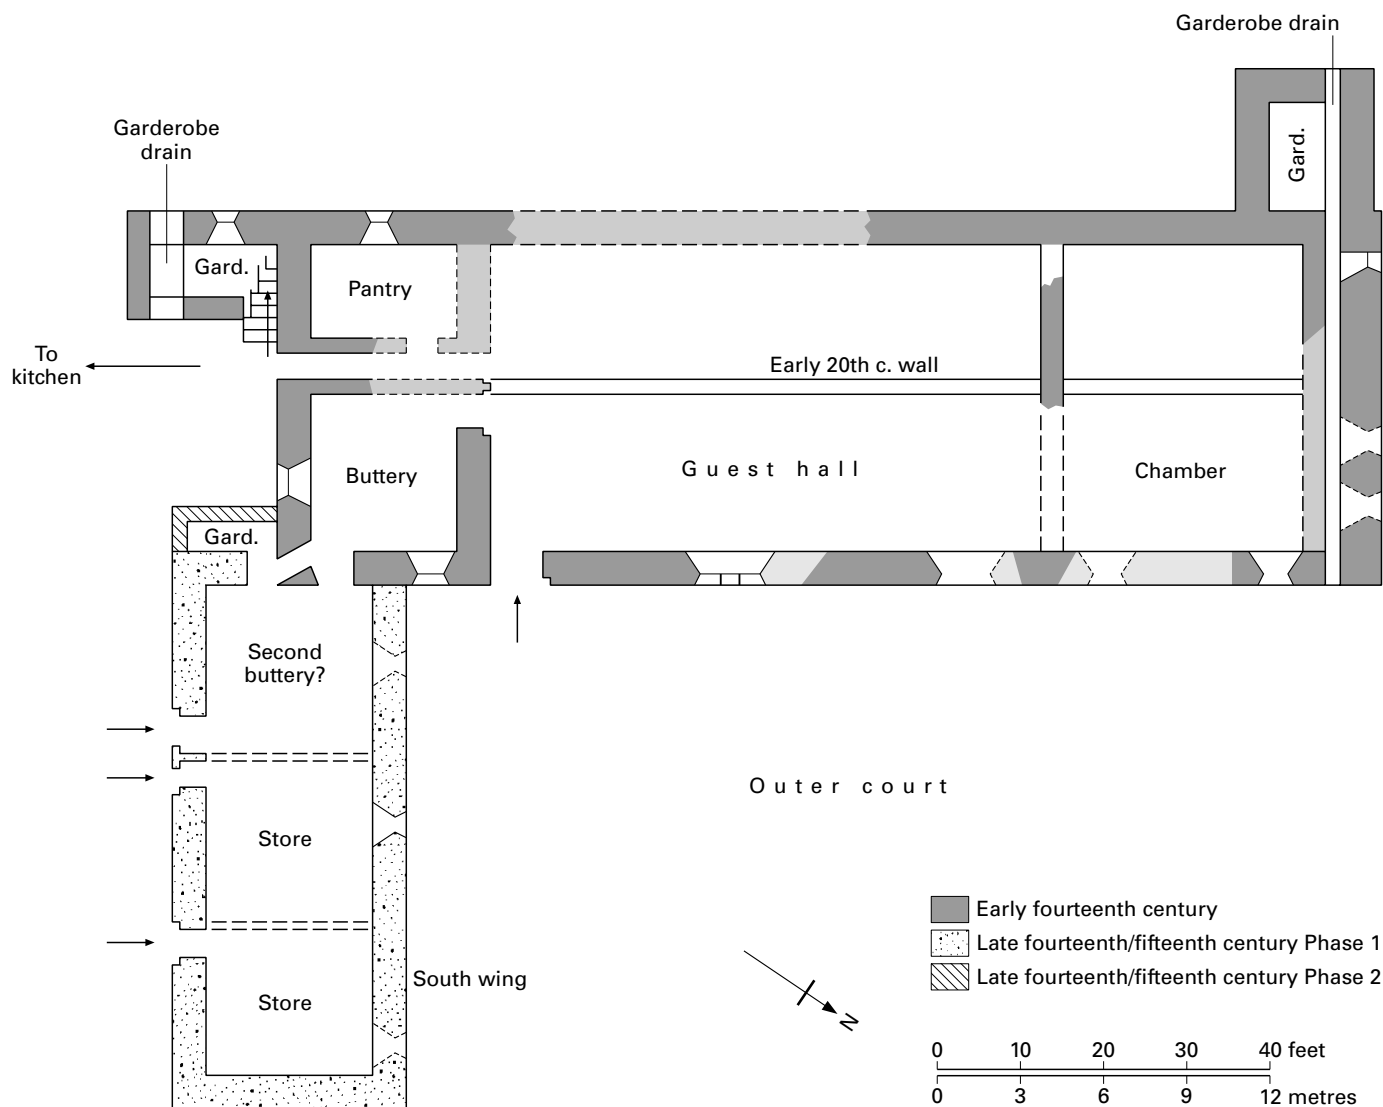 Garderobe drain
Garderobe
drain
Gard.
Gard.
Pantry
To
kitchen
Early 20th c. wall
Buttery
Guest hall
Chamber
Gard.
Second
buttery?
Outer court
Store
South wing
Store
Early fourteenth century
Late fourteenth/fifteenth century Phase 1
Late fourteenth/fifteenth century Phase 2
N
0 10 20 30 40 feet
0 3 6 9 12 metres